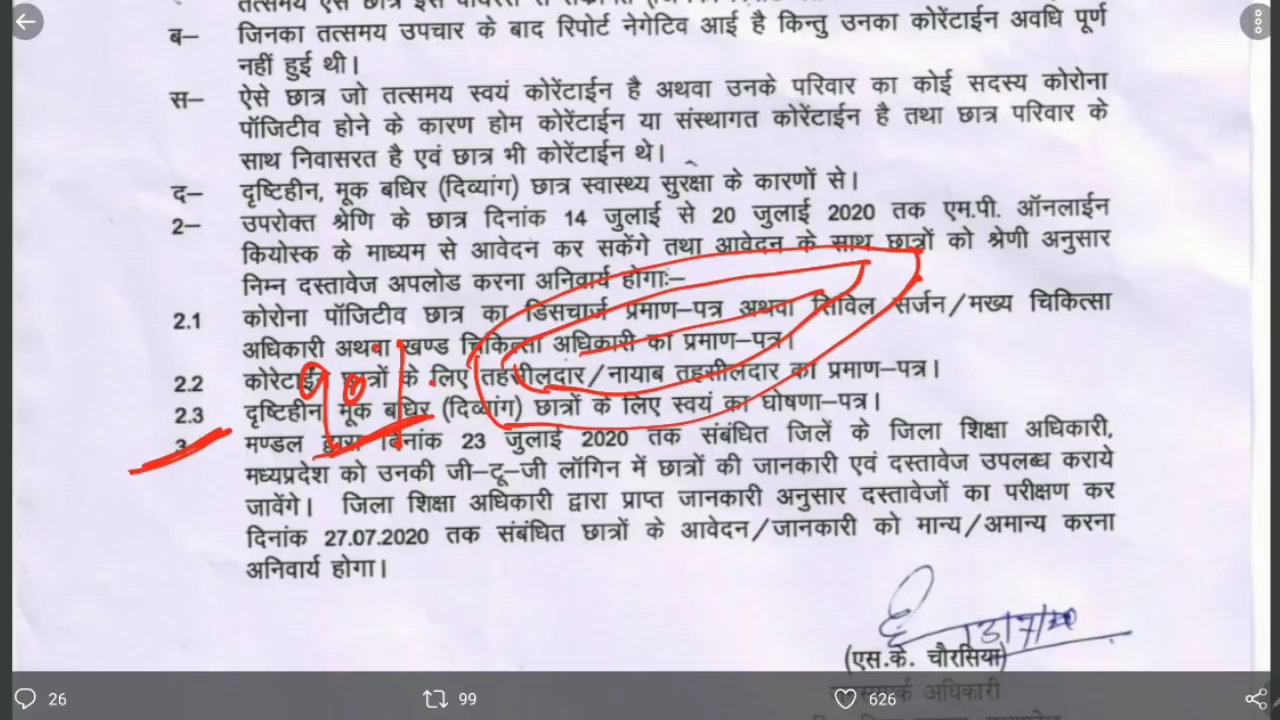 ब– जिनका तत्समय उपचार के बाद रिपोर्ट नेगेटिव आई है किन्तु उनका कोरेंटाईन अवधि पूर्ण
नहीं हुई थी।
स– ऐसे छात्र जो तत्समय स्वयं कोरेंटाईन है अथवा उनके परिवार का कोई सदस्य कोरोना
पॉजिटीव होने के कारण होम कोरेंटाईन या संस्थागत कोरेंटाईन है तथा छात्र परिवार के
साथ निवासरत है एवं छात्र भी कोरेंटाईन थे।
द– दृष्टिहीन, मूक बधिर (दिव्यांग) छात्र स्वास्थ्य सुरक्षा के कारणों से।
2– उपरोक्त श्रेणि के छात्र दिनांक 14 जुलाई से 20 जुलाई 2020 तक एम.पी. ऑनलाईन
कियोस्क के माध्यम से आवेदन कर सकेंगे तथा आवेदन के साथ छात्रों को श्रेणी अनुसार
निम्न दस्तावेज अपलोड करना अनिवार्य होगाः–
2.1 कोरोना पॉजिटीव छात्र का डिसचार्ज प्रमाण–पत्र अथवा सिविल सर्जन/मख्य चिकित्सा
अधिकारी अथवा खण्ड चिकित्सा अधिकारी का प्रमाण–पत्र।
2.2 कोरेटाईन छात्रों के लिए तहसीलदार/नायाब तहसीलदार का प्रमाण–पत्र।
2.3 दृष्टिहीन, मूक बधिर (दिव्यांग) छात्रों के लिए स्वयं का घोषणा–पत्र।
3– मण्डल द्वारा दिनांक 23 जुलाई 2020 तक संबंधित जिलें के जिला शिक्षा अधिकारी,
मध्यप्रदेश को उनकी जी–टू–जी लॉगिन में छात्रों की जानकारी एवं दस्तावेज उपलब्ध कराये
जावेंगे। जिला शिक्षा अधिकारी द्वारा प्राप्त जानकारी अनुसार दस्तावेजों का परीक्षण कर
दिनांक 27.07.2020 तक संबंधित छात्रों के आवेदन/जानकारी को मान्य/अमान्य करना
अनिवार्य होगा।
(एस.के. चौरसिया)
अधिकारी
26 99 626